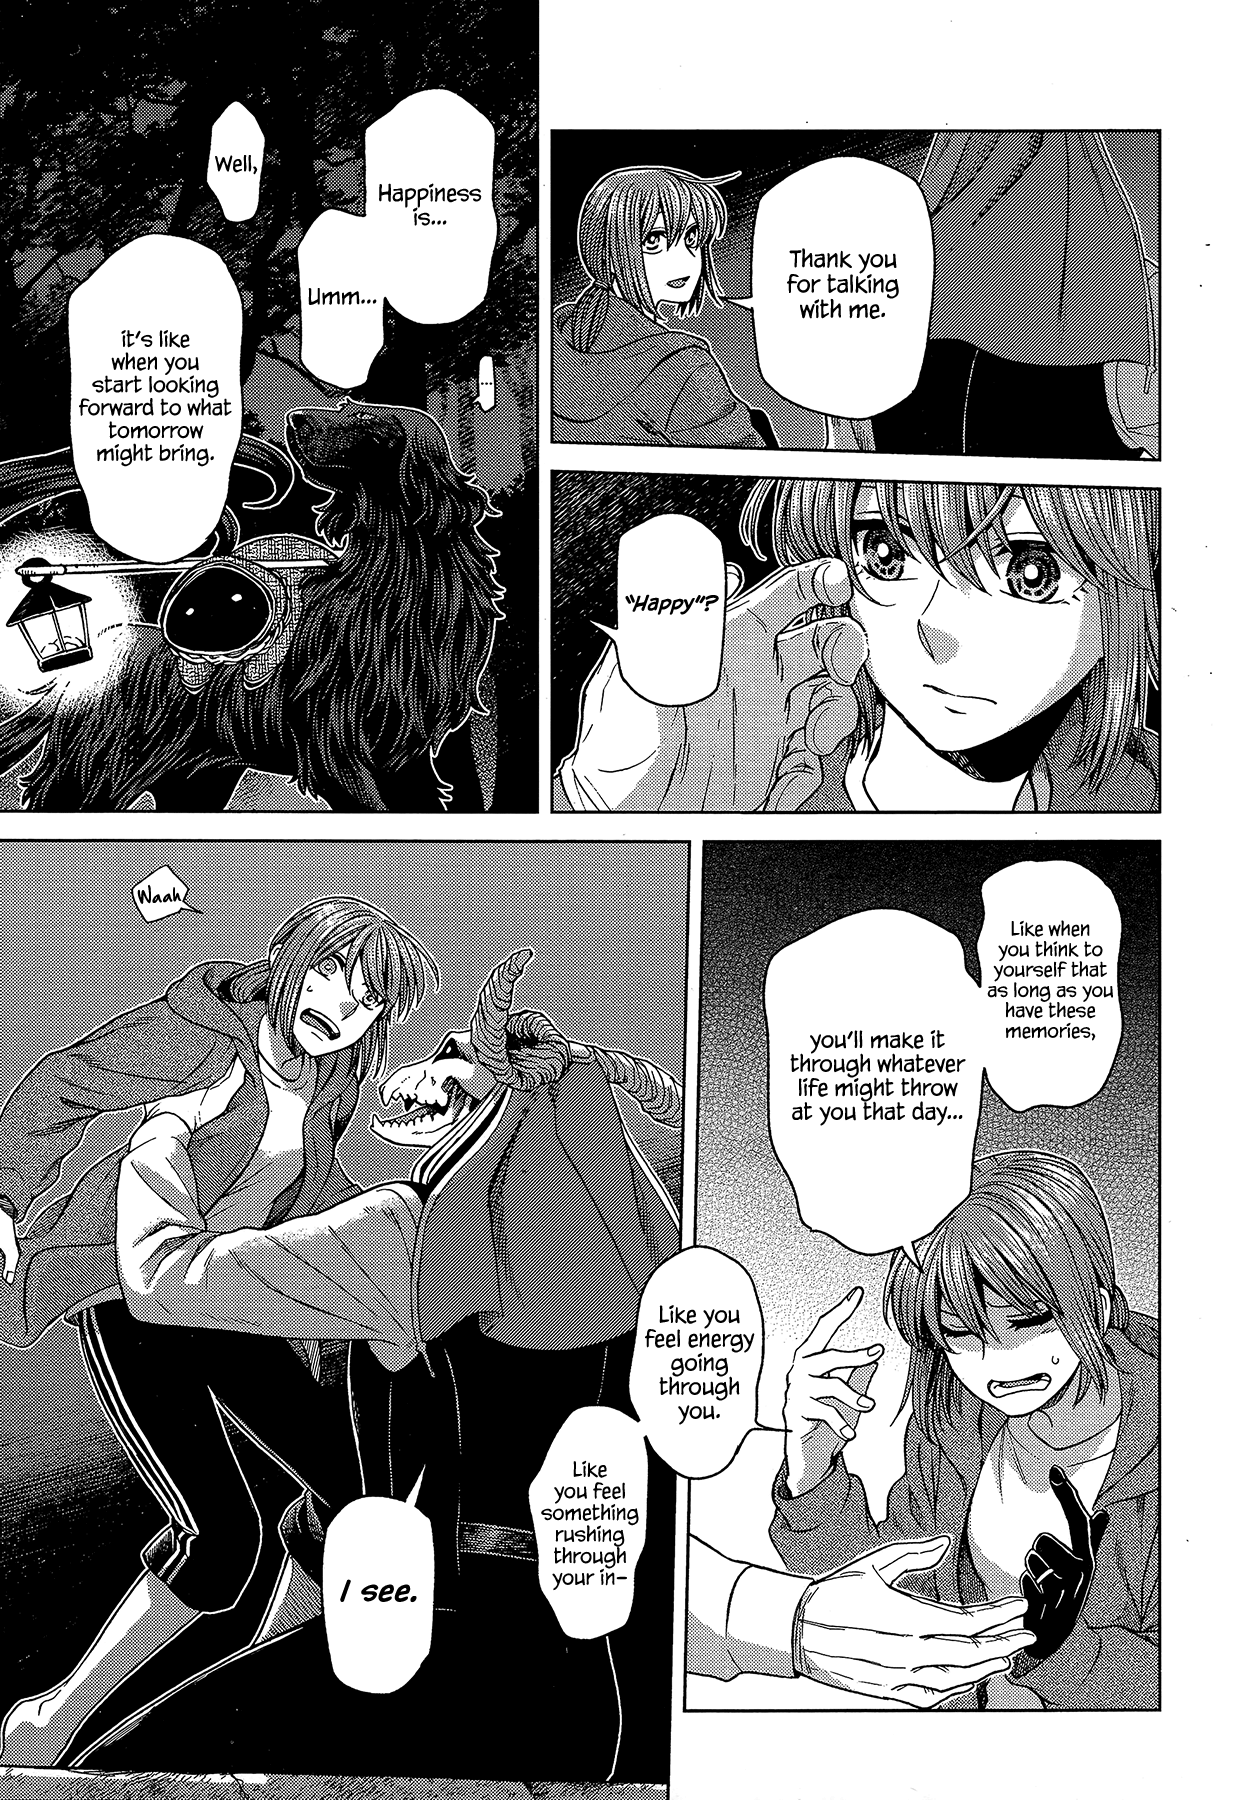 Thank you
for talking
with me.
"Happy"?
....
Happiness
is...
Umm...
Well,
it's like
when you
start looking
forward to what
tomorrow
might bring.
Like when
you think to
yourself that
as long as you
have these
memories,
you'll make it
through whatever
life might throw
at you that day...
Like you
feel energy
going
through
you.
Like
you feel
something
rushing
through
your in-
Waah
I see.